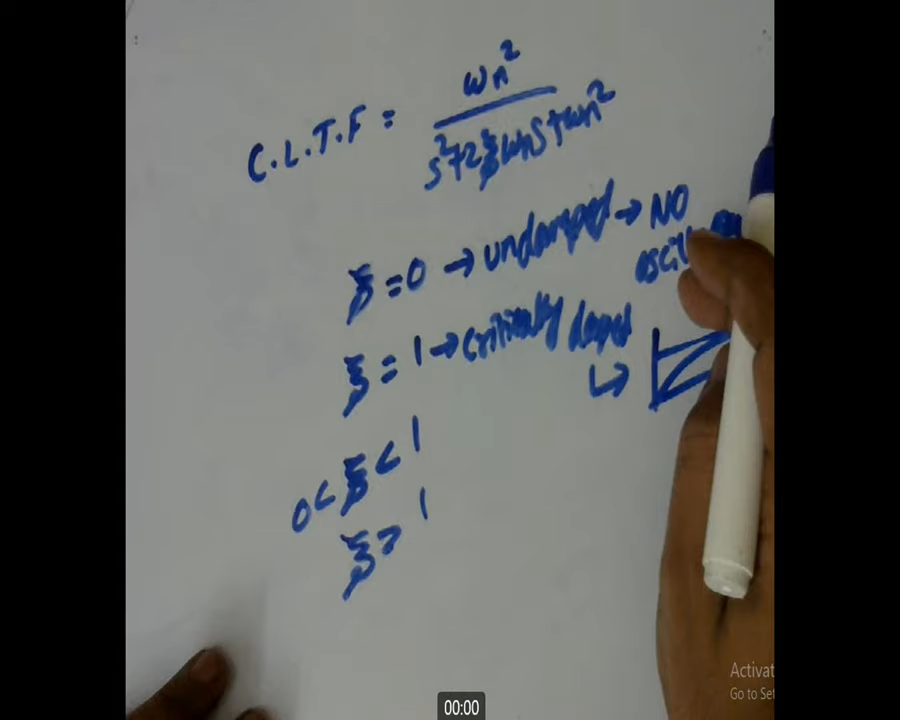 C.L.T.F = ωn² / s²+2ξωns+ωn²
ξ=0 → undamped → NO
ξ = 1 → critically damped
0 < ξ < 1
ξ > 1
Activat
Go to Set
00:00